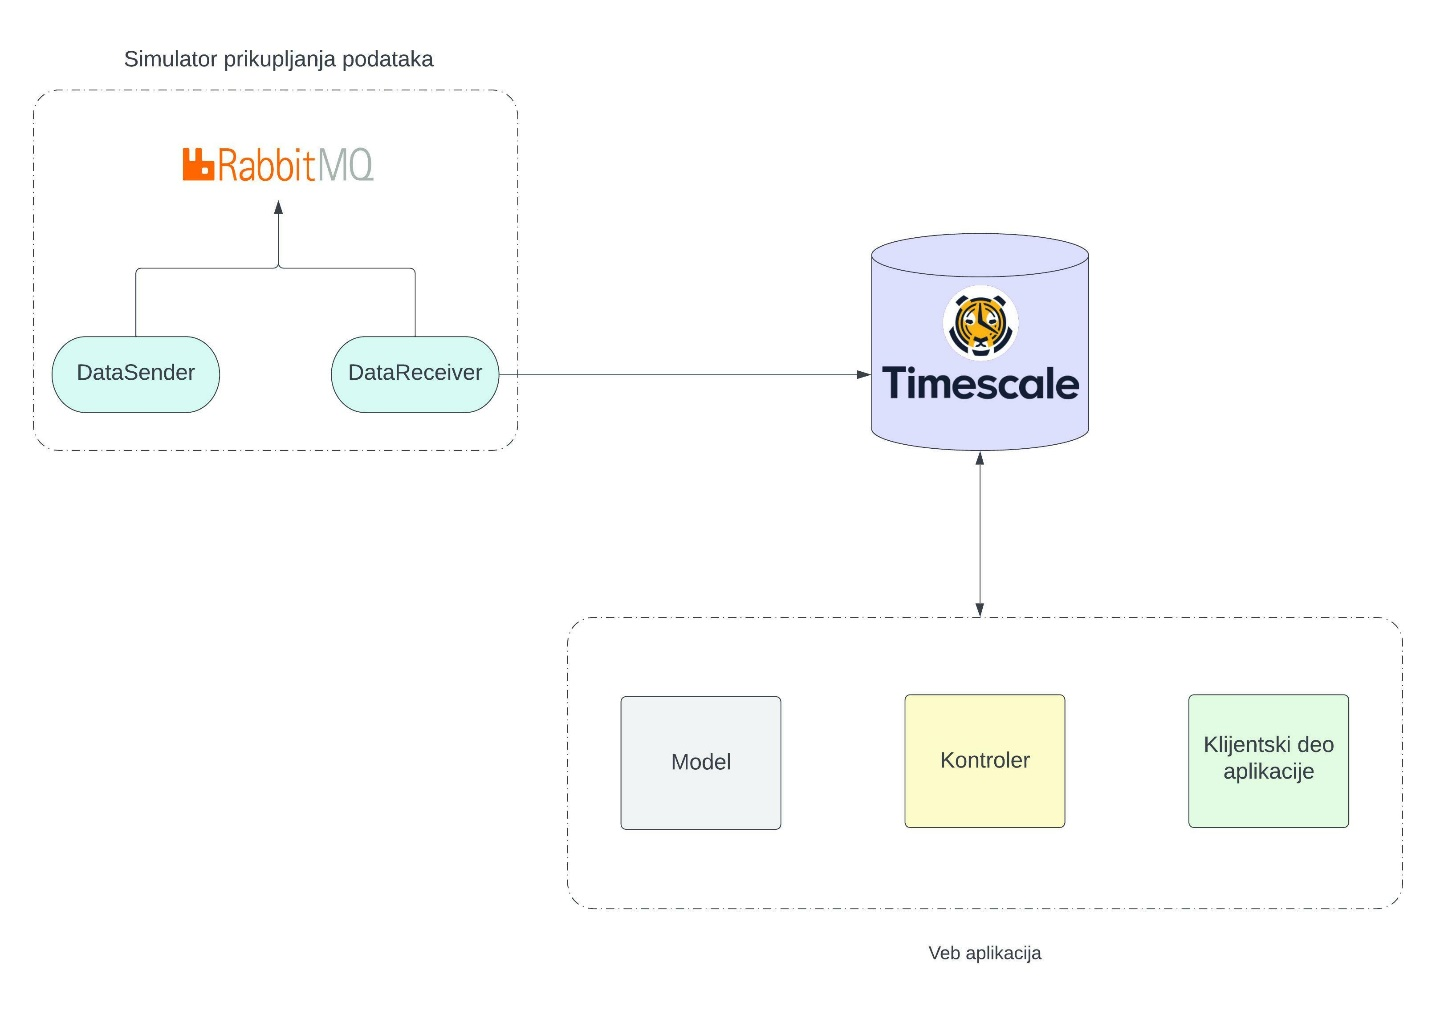 Simulator prikupljanja podataka
RabbitMQ
DataSender
DataReceiver
Timescale
Model
Kontroler
Klijentski deo
aplikacije
Veb aplikacija